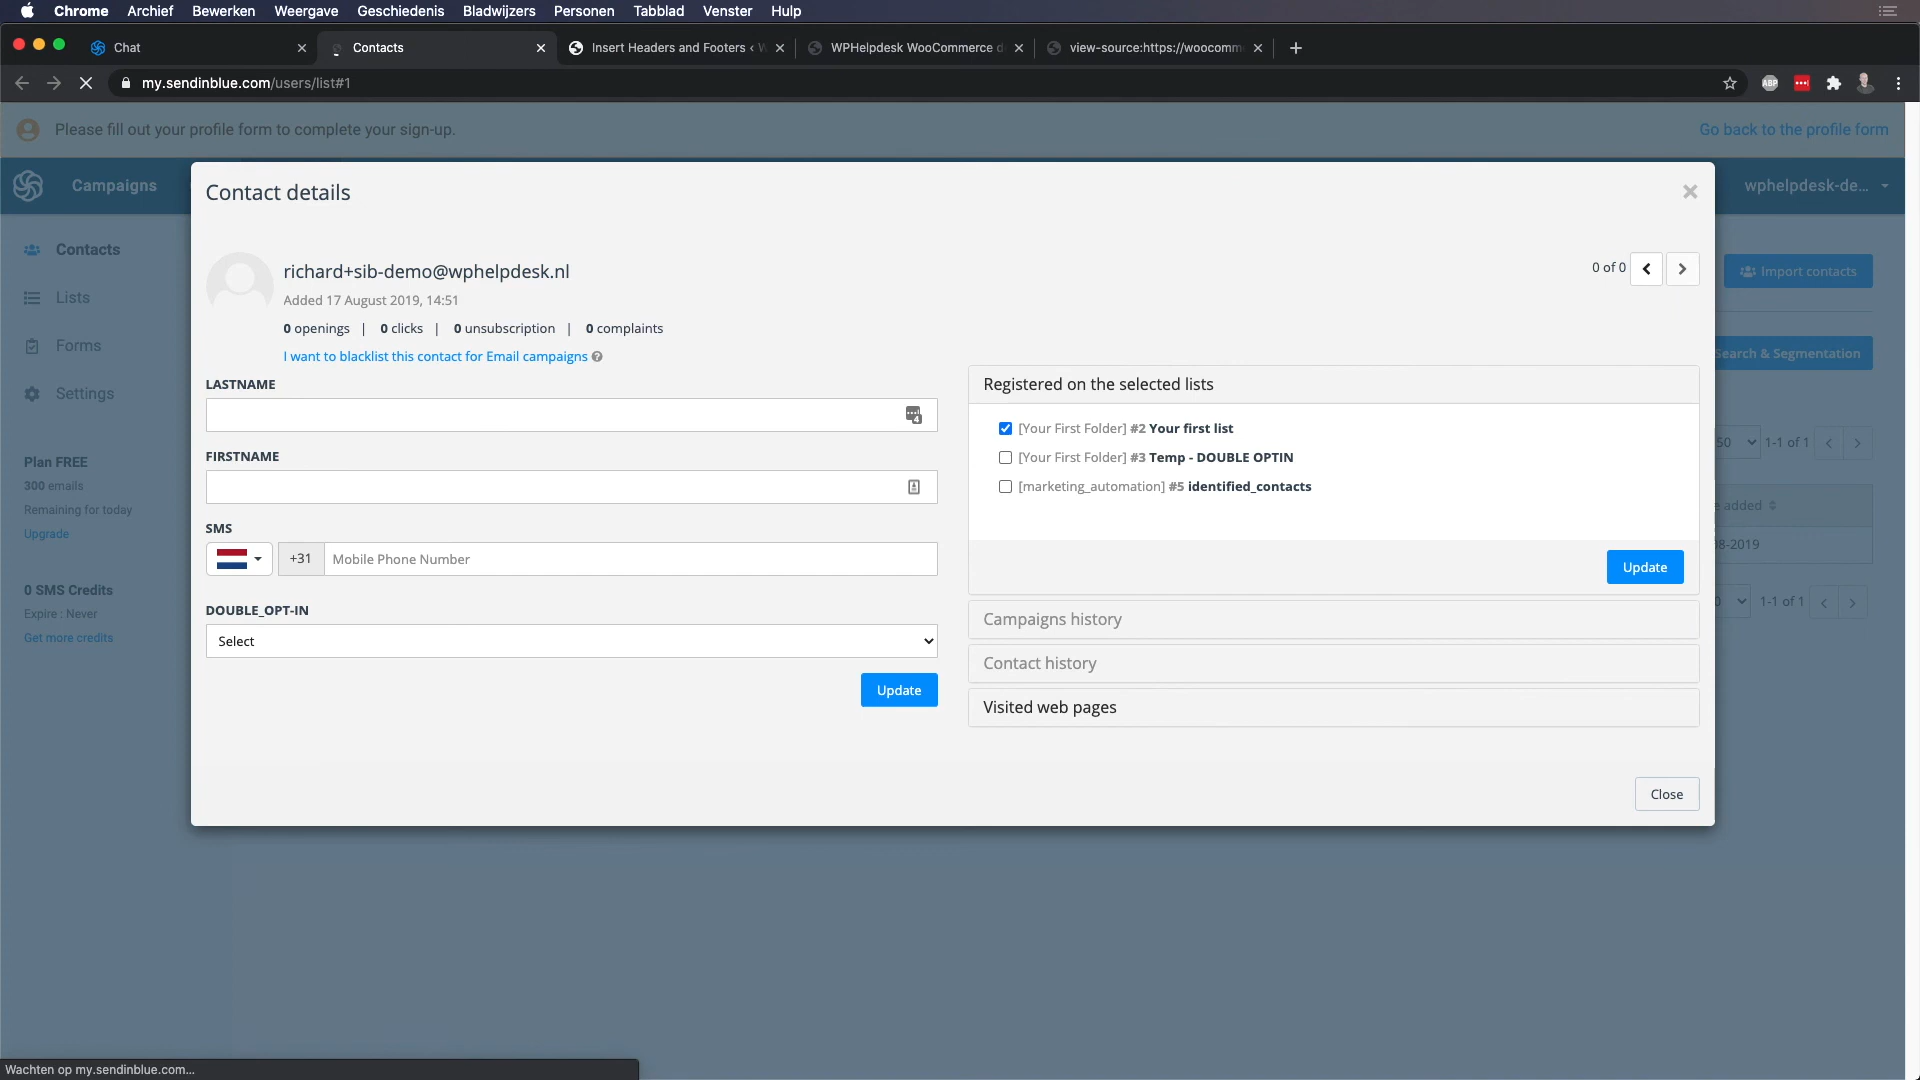 Chrome Archief Bewerken Weergave Geschiedenis Bladwijzers Personen Tabblad Venster Hulp
Chat Contacts Insert Headers and Footers ‹ W WPHelpdesk WooCommerce d view-source:https://woocomm
my.sendinblue.com/users/list#1
ABP
Please fill out your profile form to complete your sign-up. Go back to the profile form
Campaigns wphelpdesk-de...
Contact details
Contacts
Lists
Forms
Settings
Plan FREE
300 emails
Remaining for today
Upgrade
0 SMS Credits
Expire : Never
Get more credits
richard+sib-demo@wphelpdesk.nl
Added 17 August 2019, 14:51
0 openings | 0 clicks | 0 unsubscription | 0 complaints
I want to blacklist this contact for Email campaigns
0 of 0
LASTNAME
FIRSTNAME
SMS
+31 Mobile Phone Number
DOUBLE_OPT-IN
Select
Update
Registered on the selected lists
[Your First Folder] #2 Your first list
[Your First Folder] #3 Temp - DOUBLE OPTIN
[marketing_automation] #5 identified_contacts
Update
Campaigns history
Contact history
Visited web pages
Close
Import contacts
Search & Segmentation
50 1-1 of 1
e added
08-2019
0 1-1 of 1
Wachten op my.sendinblue.com...